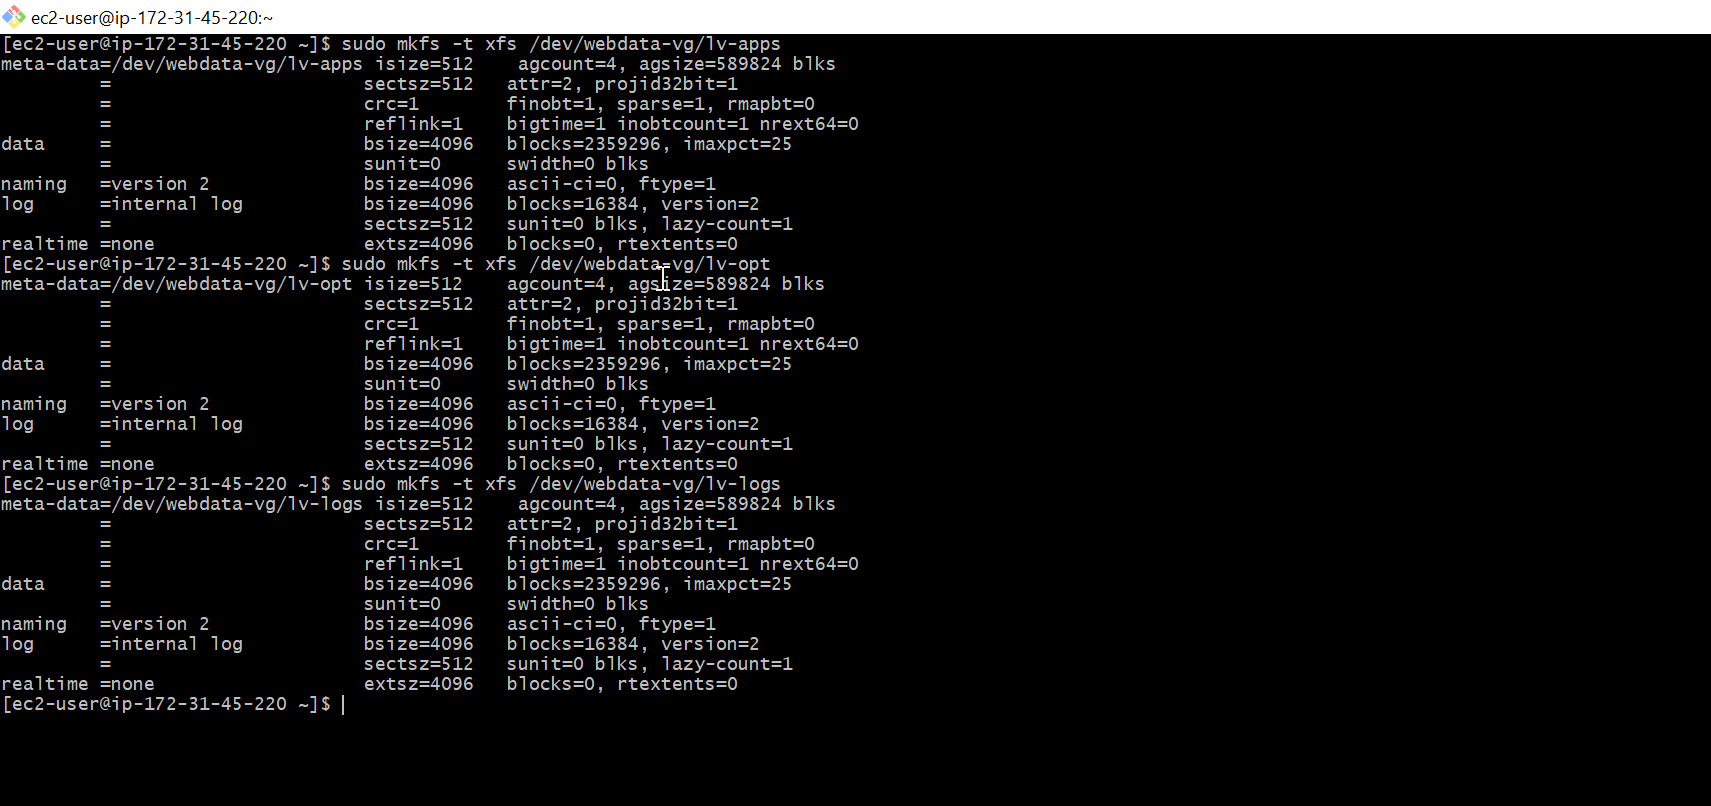 ec2-user@ip-172-31-45-220:~
[ec2-user@ip-172-31-45-220 ~]$ sudo mkfs -t xfs /dev/webdata-vg/lv-apps
meta-data=/dev/webdata-vg/lv-apps isize=512    agcount=4, agsize=589824 blks
         =                       sectsz=512   attr=2, projid32bit=1
         =                       crc=1        finobt=1, sparse=1, rmapbt=0
         =                       reflink=1    bigtime=1 inobtcount=1 nrext64=0
data     =                       bsize=4096   blocks=2359296, imaxpct=25
         =                       sunit=0      swidth=0 blks
naming   =version 2              bsize=4096   ascii-ci=0, ftype=1
log      =internal log           bsize=4096   blocks=16384, version=2
         =                       sectsz=512   sunit=0 blks, lazy-count=1
realtime =none                   extsz=4096   blocks=0, rtextents=0
[ec2-user@ip-172-31-45-220 ~]$ sudo mkfs -t xfs /dev/webdata-vg/lv-opt
meta-data=/dev/webdata-vg/lv-opt isize=512    agcount=4, agsize=589824 blks
         =                       sectsz=512   attr=2, projid32bit=1
         =                       crc=1        finobt=1, sparse=1, rmapbt=0
         =                       reflink=1    bigtime=1 inobtcount=1 nrext64=0
data     =                       bsize=4096   blocks=2359296, imaxpct=25
         =                       sunit=0      swidth=0 blks
naming   =version 2              bsize=4096   ascii-ci=0, ftype=1
log      =internal log           bsize=4096   blocks=16384, version=2
         =                       sectsz=512   sunit=0 blks, lazy-count=1
realtime =none                   extsz=4096   blocks=0, rtextents=0
[ec2-user@ip-172-31-45-220 ~]$ sudo mkfs -t xfs /dev/webdata-vg/lv-logs
meta-data=/dev/webdata-vg/lv-logs isize=512    agcount=4, agsize=589824 blks
         =                       sectsz=512   attr=2, projid32bit=1
         =                       crc=1        finobt=1, sparse=1, rmapbt=0
         =                       reflink=1    bigtime=1 inobtcount=1 nrext64=0
data     =                       bsize=4096   blocks=2359296, imaxpct=25
         =                       sunit=0      swidth=0 blks
naming   =version 2              bsize=4096   ascii-ci=0, ftype=1
log      =internal log           bsize=4096   blocks=16384, version=2
         =                       sectsz=512   sunit=0 blks, lazy-count=1
realtime =none                   extsz=4096   blocks=0, rtextents=0
[ec2-user@ip-172-31-45-220 ~]$